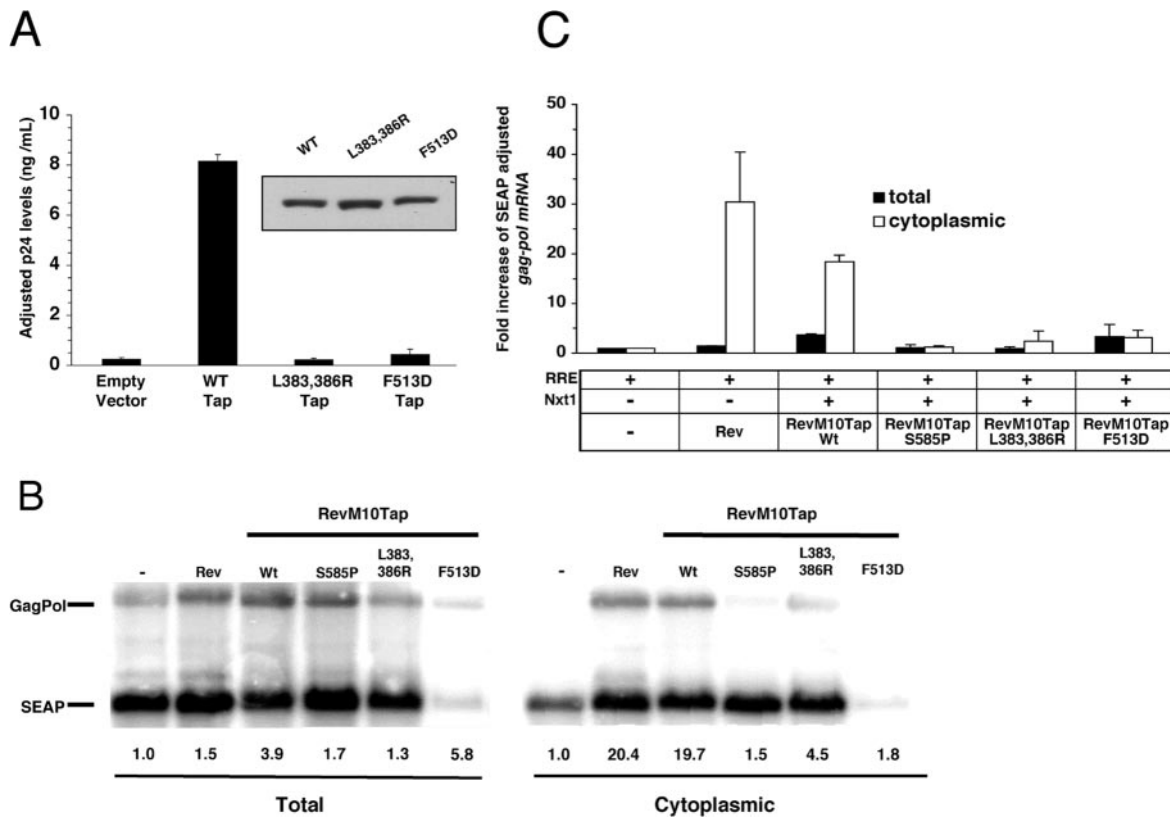 A
Adjusted p24 levels (ng /mL)
10
8
6
4
2
0
WT L383,386R F513D
Empty Vector
WT Tap
L383,386R Tap
F513D Tap
C
Fold increase of SEAP adjusted
gag-pol mRNA
50
40
30
20
10
0
total
cytoplasmic
RRE + + + + + +
Nxt1 - - + + + +
- Rev RevM10Tap Wt RevM10Tap S585P RevM10Tap L383,386R RevM10Tap F513D
B
RevM10Tap
- Rev Wt S585P L383, 386R F513D
GagPol
SEAP
1.0 1.5 3.9 1.7 1.3 5.8
Total
RevM10Tap
- Rev Wt S585P L383, 386R F513D
1.0 20.4 19.7 1.5 4.5 1.8
Cytoplasmic